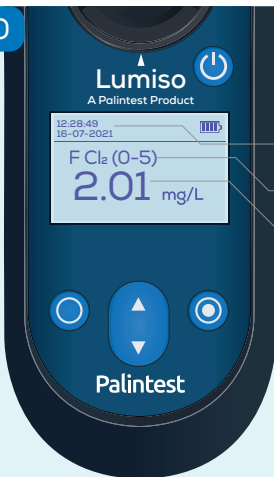 Lumiso
A Palintest Product
12:28:49
16-07-2021
F Cl₂ (0-5)
2.01 mg/L
Palintest